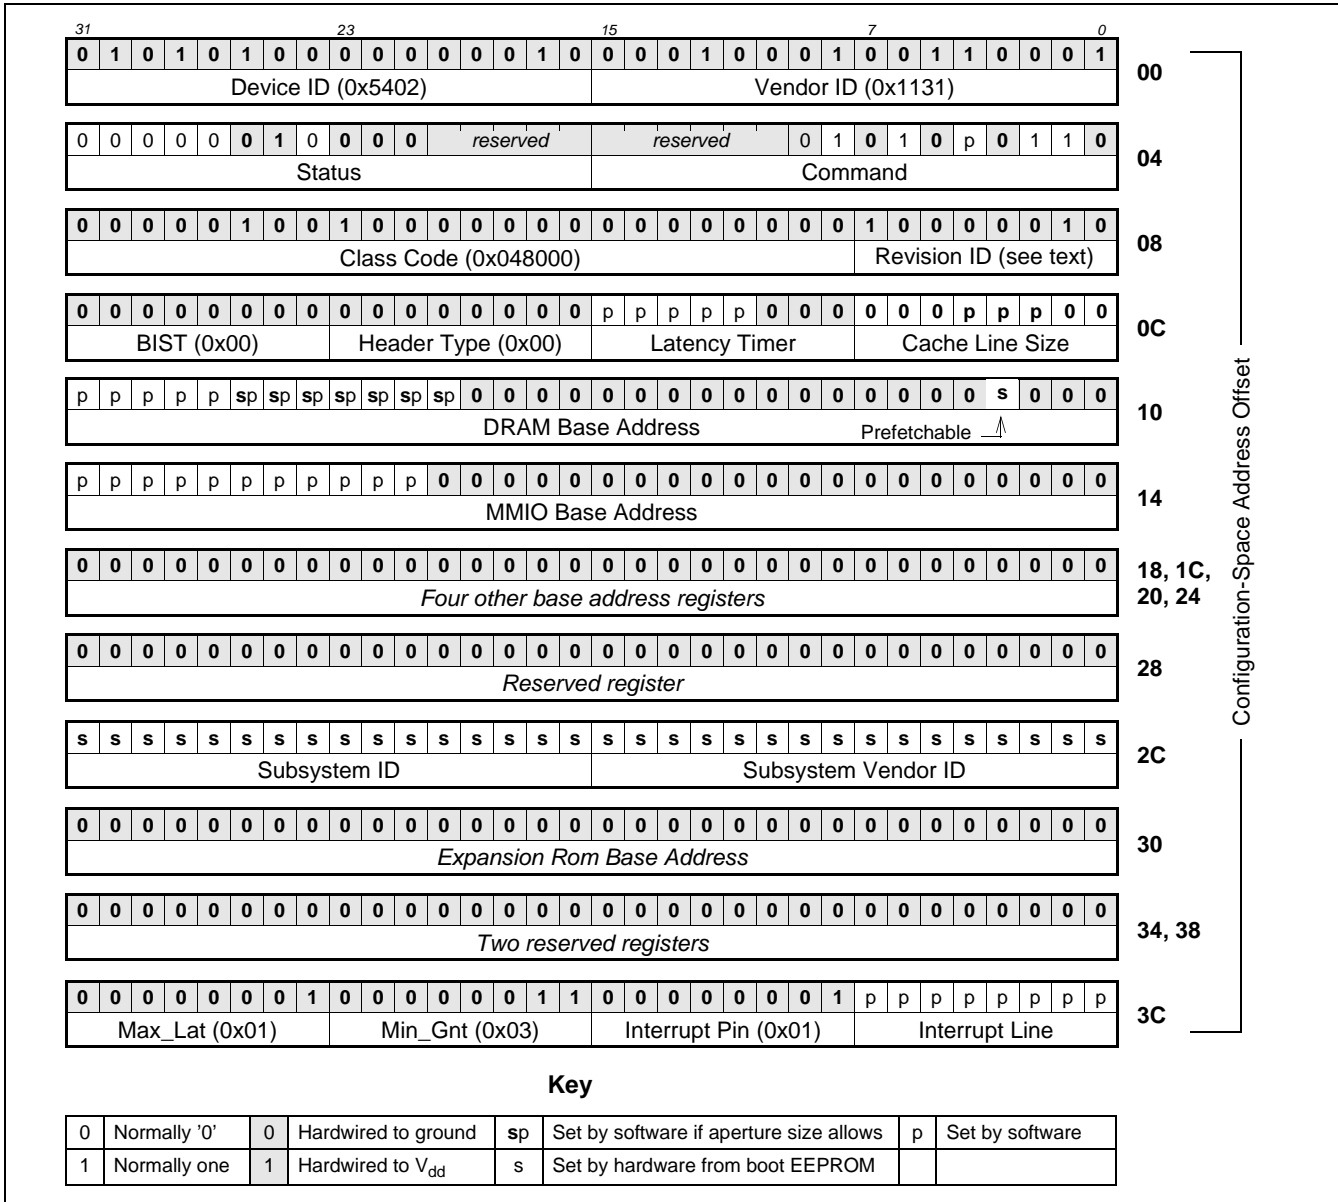 31 23 15 7 0
0 1 0 1 0 1 0 0 0 0 0 0 0 0 1 0 0 0 0 1 0 0 0 1 0 0 1 1 0 0 0 1
Device ID (0x5402) Vendor ID (0x1131)
00
0 0 0 0 0 0 1 0 0 0 0 reserved reserved 0 1 0 1 0 p 0 1 1 0
Status Command
04
0 0 0 0 0 1 0 0 1 0 0 0 0 0 0 0 0 0 0 0 0 0 0 0 1 0 0 0 0 0 1 0
Class Code (0x048000) Revision ID (see text)
08
0 0 0 0 0 0 0 0 0 0 0 0 0 0 0 0 p p p p p 0 0 0 0 0 0 p p p 0 0
BIST (0x00) Header Type (0x00) Latency Timer Cache Line Size
0C
p p p p p sp sp sp sp sp sp sp 0 0 0 0 0 0 0 0 0 0 0 0 0 0 0 0 s 0 0 0
DRAM Base Address Prefetchable
10
p p p p p p p p p p p 0 0 0 0 0 0 0 0 0 0 0 0 0 0 0 0 0 0 0 0 0
MMIO Base Address
14
0 0 0 0 0 0 0 0 0 0 0 0 0 0 0 0 0 0 0 0 0 0 0 0 0 0 0 0 0 0 0 0
Four other base address registers
18, 1C,
20, 24
0 0 0 0 0 0 0 0 0 0 0 0 0 0 0 0 0 0 0 0 0 0 0 0 0 0 0 0 0 0 0 0
Reserved register
28
s s s s s s s s s s s s s s s s s s s s s s s s s s s s s s s s
Subsystem ID Subsystem Vendor ID
2C
0 0 0 0 0 0 0 0 0 0 0 0 0 0 0 0 0 0 0 0 0 0 0 0 0 0 0 0 0 0 0 0
Expansion Rom Base Address
30
0 0 0 0 0 0 0 0 0 0 0 0 0 0 0 0 0 0 0 0 0 0 0 0 0 0 0 0 0 0 0 0
Two reserved registers
34, 38
0 0 0 0 0 0 0 1 0 0 0 0 0 0 1 1 0 0 0 0 0 0 0 1 p p p p p p p p
Max_Lat (0x01) Min_Gnt (0x03) Interrupt Pin (0x01) Interrupt Line
3C
Configuration-Space Address Offset
Key
0 Normally '0' 0 Hardwired to ground sp Set by software if aperture size allows p Set by software
1 Normally one 1 Hardwired to Vdd s Set by hardware from boot EEPROM